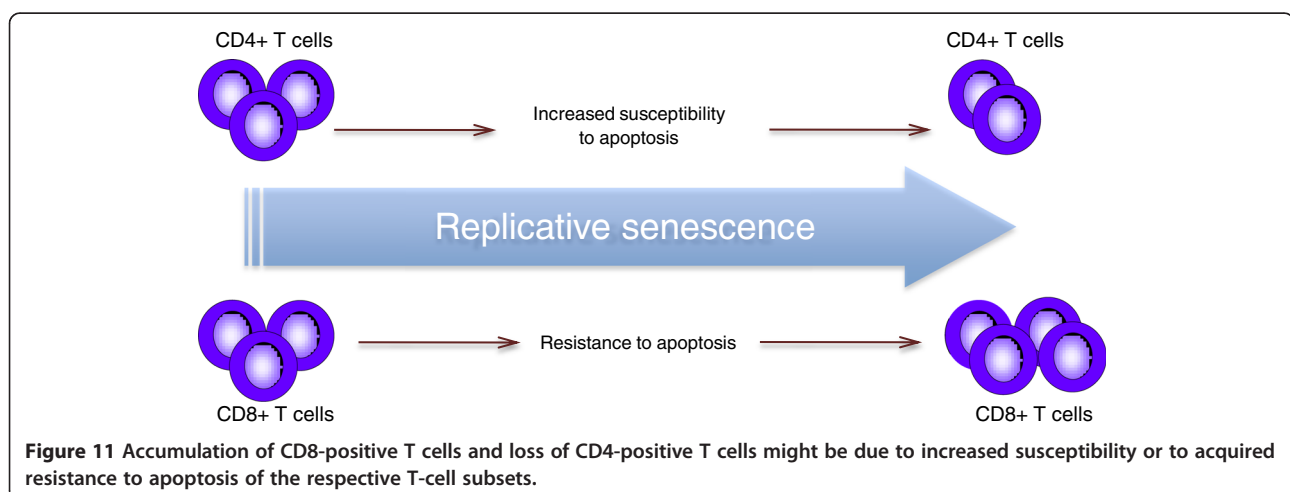 CD4+ T cells
CD4+ T cells
Increased susceptibility
to apoptosis
Replicative senescence
Resistance to apoptosis
CD8+ T cells
CD8+ T cells
Figure 11 Accumulation of CD8-positive T cells and loss of CD4-positive T cells might be due to increased susceptibility or to acquired
resistance to apoptosis of the respective T-cell subsets.